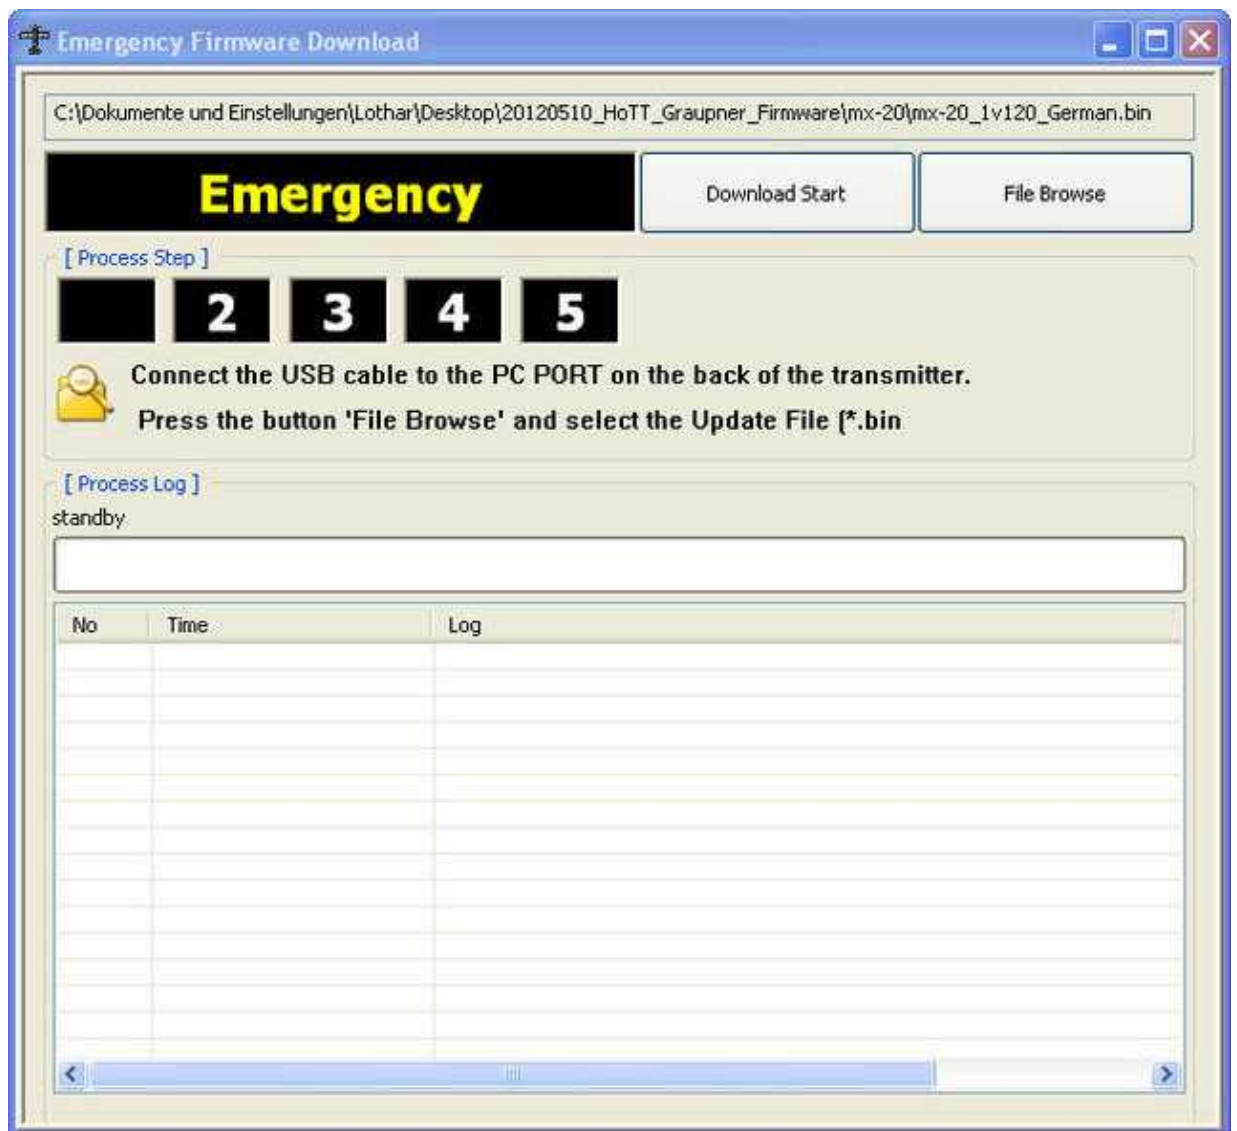 Emergency Firmware Download
C:\Dokumente und Einstellungen\Lothar\Desktop\20120510_HoTT_Graupner_Firmware\mx-20\mx-20_1v120_German.bin
Emergency
Download Start
File Browse
[ Process Step ]
2 3 4 5
Connect the USB cable to the PC PORT on the back of the transmitter.
Press the button 'File Browse' and select the Update File (*.bin
[ Process Log ]
standby
No Time Log